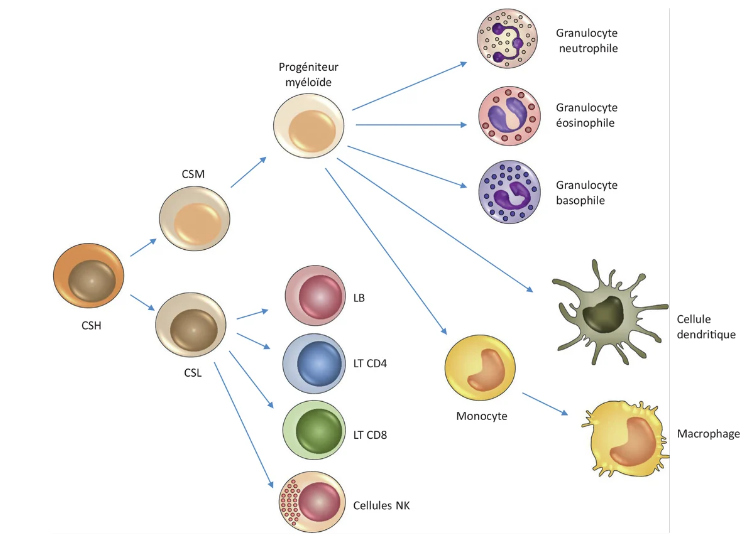 Granulocyte
neutrophile
Progéniteur
myéloïde
Granulocyte
éosinophile
CSM
Granulocyte
basophile
CSH
LB
Cellule
dendritique
CSL
LT CD4
Monocyte
LT CD8
Macrophage
Cellules NK